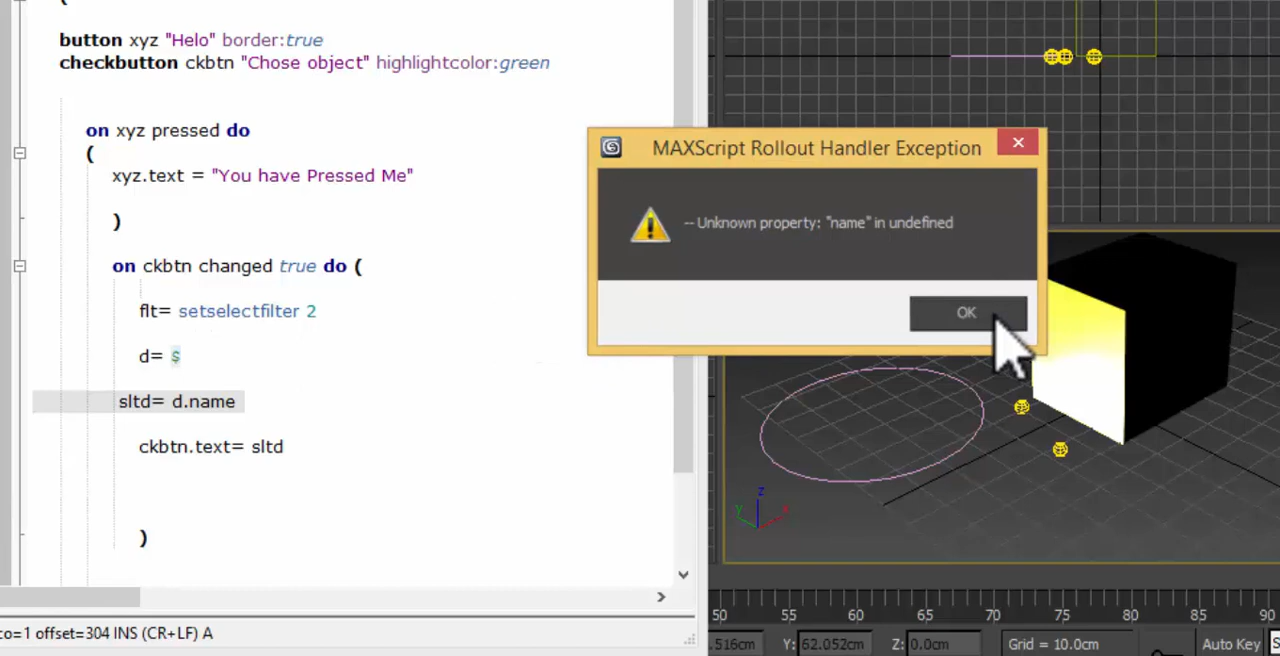 (
button xyz "Helo" border:true
checkbutton ckbtn "Chose object" highlightcolor:green
on xyz pressed do
(
xyz.text = "You have Pressed Me"
)
on ckbtn changed true do (
flt= setselectfilter 2
d= $
sltd= d.name
ckbtn.text= sltd
)
co=1 offset=304 INS (CR+LF) A
MAXScript Rollout Handler Exception
-- Unknown property: "name" in undefined
OK
z
y
x
50 55 60 65 70 75 80 85 90
.516cm Y: 62.052cm Z: 0.0cm Grid = 10.0cm Auto Key S